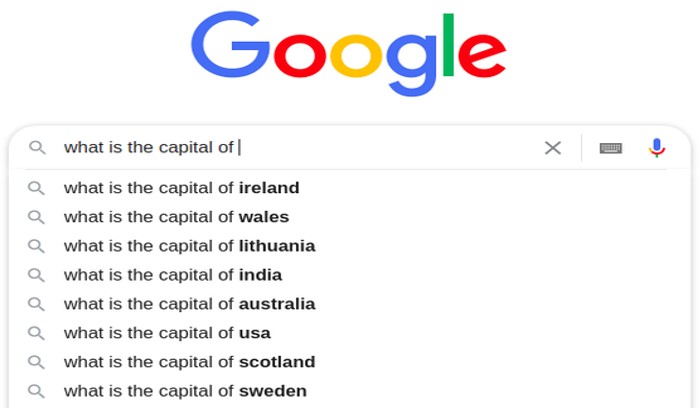 Google
what is the capital of
what is the capital of ireland
what is the capital of wales
what is the capital of lithuania
what is the capital of india
what is the capital of australia
what is the capital of usa
what is the capital of scotland
what is the capital of sweden